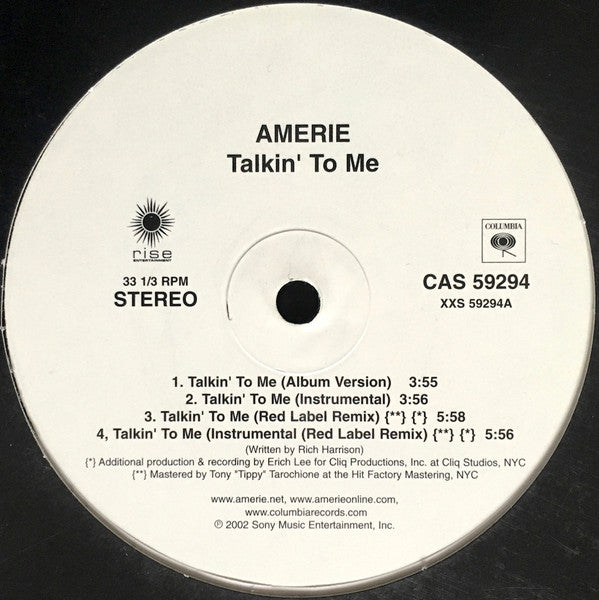 AMERIE
Talkin' To Me
rise
ENTERTAINMENT
COLUMBIA
33 1/3 RPM
STEREO
CAS 59294
XXS 59294A
1. Talkin' To Me (Album Version) 3:55
2. Talkin' To Me (Instrumental) 3:56
3. Talkin' To Me (Red Label Remix) {**} {*} 5:58
4, Talkin' To Me (Instrumental (Red Label Remix) {**} {*} 5:56
(Written by Rich Harrison)
{*} Additional production & recording by Erich Lee for Cliq Productions, Inc. at Cliq Studios, NYC
{**} Mastered by Tony "Tippy" Tarochione at the Hit Factory Mastering, NYC
www.amerie.net, www.amerieonline.com,
www.columbiarecords.com
℗ 2002 Sony Music Entertainment, Inc.